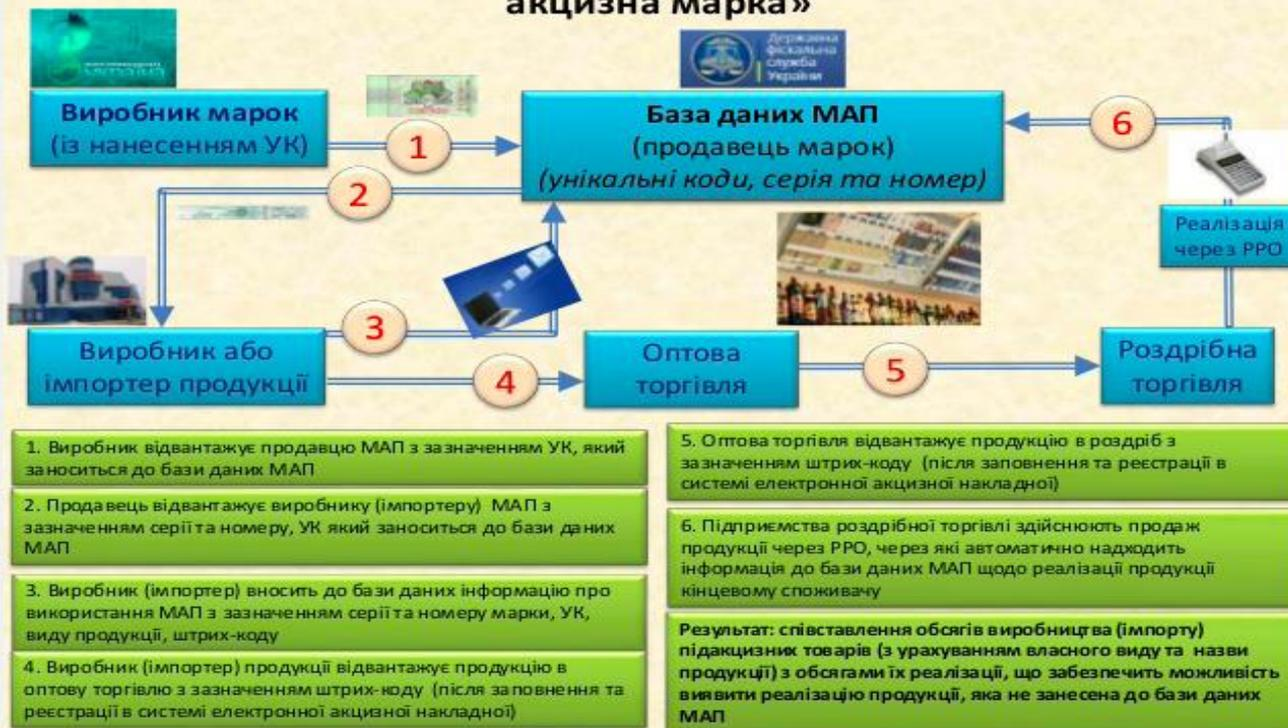 акцизна марка»
Україна
Державна
фіскальна
служба
України
Виробник марок
(із нанесенням УК)
1
База даних МАП
(продавець марок)
(унікальні коди, серія та номер)
6
2
Реалізація
через РРО
3
Виробник або
імпортер продукції
4
Оптова
торгівля
5
Роздрібна
торгівля
1. Виробник відвантажує продавцю МАП з зазначенням УК, який
заноситься до бази даних МАП
2. Продавець відвантажує виробнику (імпортеру) МАП з
зазначенням серії та номеру, УК який заноситься до бази даних
МАП
3. Виробник (імпортер) вносить до бази даних інформацію про
використання МАП з зазначенням серії та номеру марки, УК,
виду продукції, штрих-коду
4. Виробник (імпортер) продукції відвантажує продукцію в
оптову торгівлю з зазначенням штрих-коду (після заповнення та
реєстрації в системі електронної акцизної накладної)
5. Оптова торгівля відвантажує продукцію в роздріб з
зазначенням штрих-коду (після заповнення та реєстрації в
системі електронної акцизної накладної)
6. Підприємства роздрібної торгівлі здійснюють продаж
продукції через РРО, через які автоматично надходить
інформація до бази даних МАП щодо реалізації продукції
кінцевому споживачу
Результат: співставлення обсягів виробництва (імпорту)
підакцизних товарів (з урахуванням власного виду та назви
продукції) з обсягами їх реалізації, що забезпечить можливість
виявити реалізацію продукції, яка не занесена до бази даних
МАП